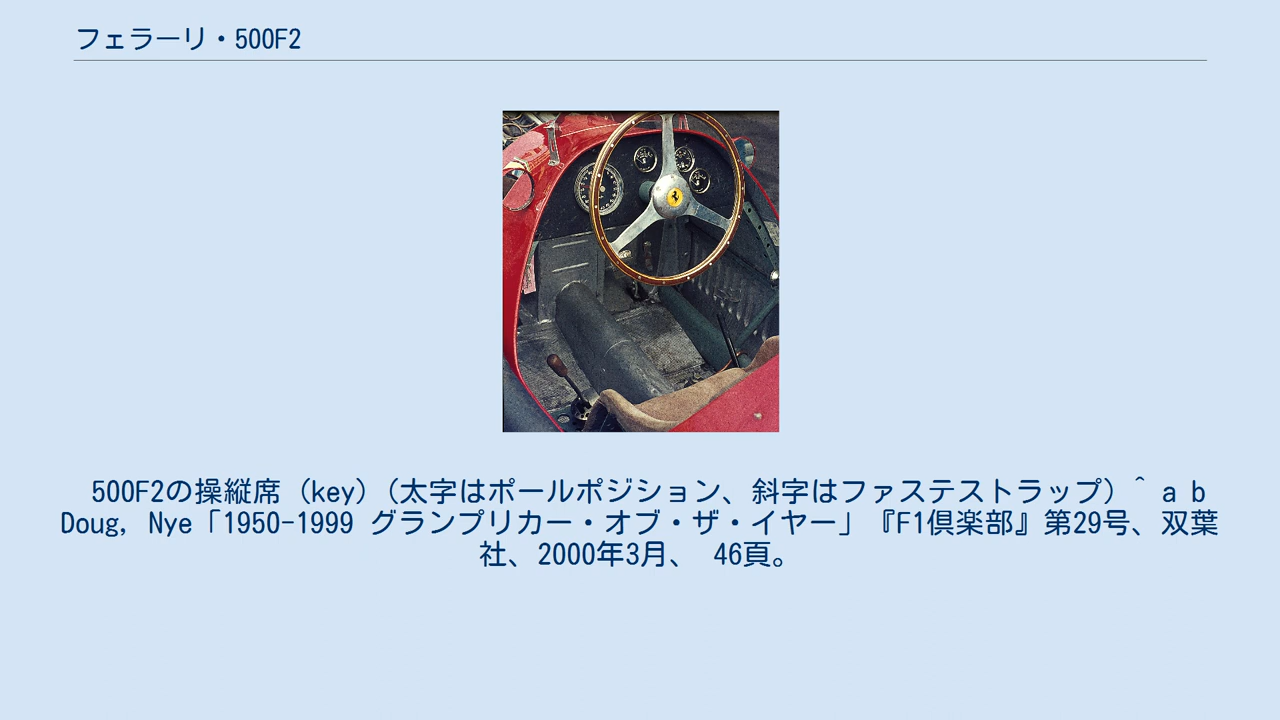 フェラーリ・500F2
500F2の操縦席 (key) (太字はポールポジション、斜字はファステストラップ) ^ a b
Doug, Nye「1950-1999 グランプリカー・オブ・ザ・イヤー」『F1倶楽部』第29号、双葉
社、2000年3月、 46頁。